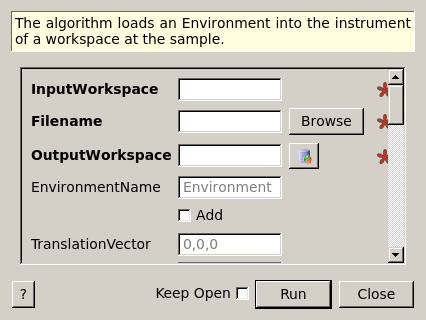 The algorithm loads an Environment into the instrument
of a workspace at the sample.
InputWorkspace
Filename Browse
OutputWorkspace
EnvironmentName Environment
Add
TranslationVector 0,0,0
? Keep Open Run Close